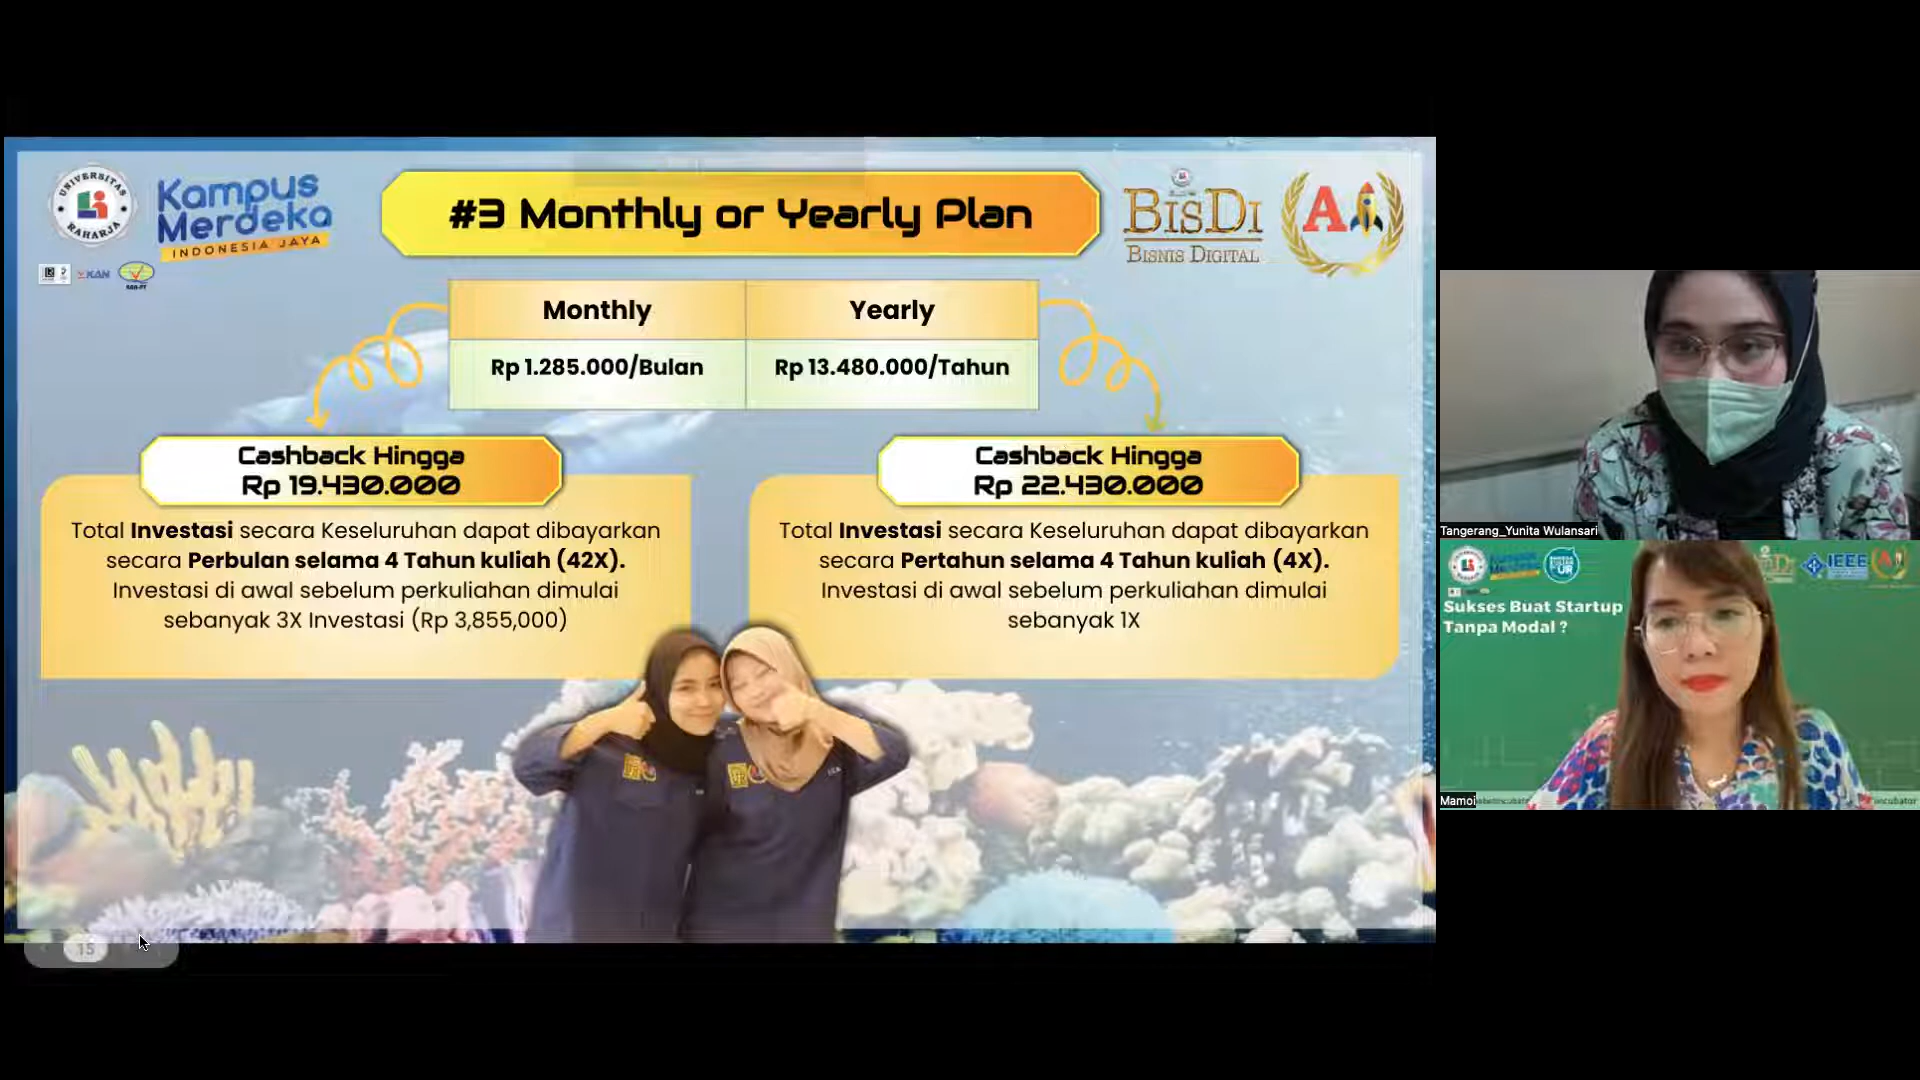 UNIVERSITAS
RAHARJA
Kampus
Merdeka
INDONESIA JAYA
KAN
#3 Monthly or Yearly Plan
BISDI
BISNIS DIGITAL
A
Monthly
Yearly
Rp 1.285.000/Bulan
Rp 13.480.000/Tahun
Cashback Hingga
Rp 19.430.000
Total Investasi secara Keseluruhan dapat dibayarkan
secara Perbulan selama 4 Tahun kuliah (42X).
Investasi di awal sebelum perkuliahan dimulai
sebanyak 3X Investasi (Rp 3,855,000)
Cashback Hingga
Rp 22.430.000
Total Investasi secara Keseluruhan dapat dibayarkan
secara Pertahun selama 4 Tahun kuliah (4X).
Investasi di awal sebelum perkuliahan dimulai
sebanyak 1X
15
Tangerang_Yunita Wulansari
IEEE
Sukses Buat Startup
Tanpa Modal ?
Mamoi